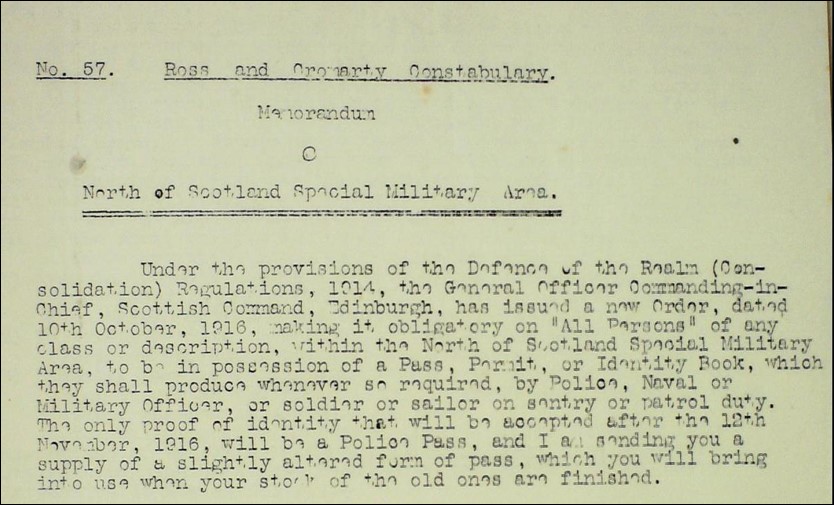 No. 57. Ross and Cromarty Constabulary.
Memorandum
O
North of Scotland Special Military Area.
Under the provisions of the Defence of the Realm (Con-
solidation) Regulations, 1914, the General Officer Commanding-in-
Chief, Scottish Command, Edinburgh, has issued a new Order, dated
10th October, 1916, making it obligatory on "All Persons" of any
class or description, within the North of Scotland Special Military
Area, to be in possession of a Pass, Permit, or Identity Book, which
they shall produce whenever so required, by Police, Naval or
Military Officer, or soldier or sailor on sentry or patrol duty.
The only proof of identity that will be accepted after the 12th
November, 1916, will be a Police Pass, and I am sending you a
supply of a slightly altered form of pass, which you will bring
into use when your stock of the old ones are finished.